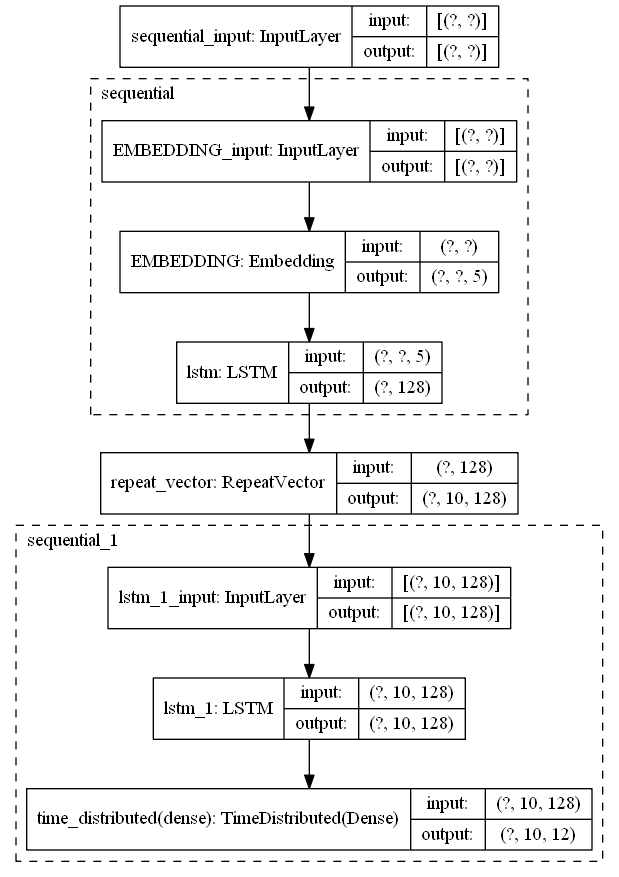 sequential_input: InputLayer
input:
[(?, ?)]
output:
[(?, ?)]
sequential
EMBEDDING_input: InputLayer
input:
[(?, ?)]
output:
[(?, ?)]
EMBEDDING: Embedding
input:
(?, ?)
output:
(?, ?, 5)
lstm: LSTM
input:
(?, ?, 5)
output:
(?, 128)
repeat_vector: RepeatVector
input:
(?, 128)
output:
(?, 10, 128)
sequential_1
lstm_1_input: InputLayer
input:
[(?, 10, 128)]
output:
[(?, 10, 128)]
lstm_1: LSTM
input:
(?, 10, 128)
output:
(?, 10, 128)
time_distributed(dense): TimeDistributed(Dense)
input:
(?, 10, 128)
output:
(?, 10, 12)